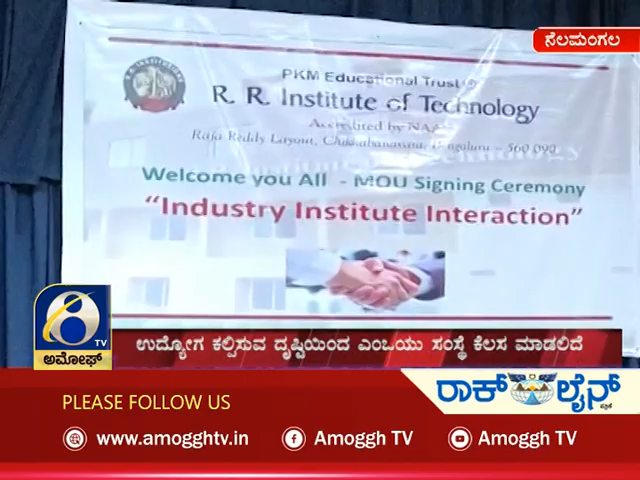 ನೆಲಮಂಗಲ
PKM Educational Trust ®
R. R. Institute of Technology
Accredited by NAAC
Raja Reddy Layout, Chikkabanavara, Bengaluru - 560 090
Welcome you All - MOU Signing Ceremony
"Industry Institute Interaction"
TV
ಅಮೋಘ್
ಉದ್ಯೋಗ ಕಲ್ಪಿಸುವ ದೃಷ್ಟಿಯಿಂದ ಎಂಒಯು ಸಂಸ್ಥೆ ಕೆಲಸ ಮಾಡಲಿದೆ
PLEASE FOLLOW US
ರಾಕ್ ಲೈನ್
www.amogghtv.in
Amoggh TV
Amoggh TV